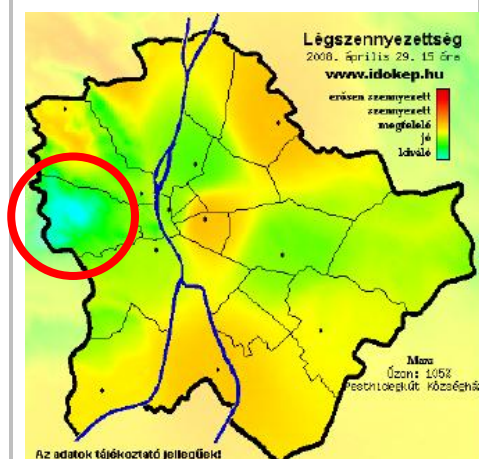 Légszennyezettség
2008. április 29. 15 óra
www.idokep.hu
erősen szennyezett
szennyezett
megfelelő
jó
kiváló
Maxı
Ózon: 105%
Pesthidegkút Községház
Az adatok tájékoztató jellegűek!